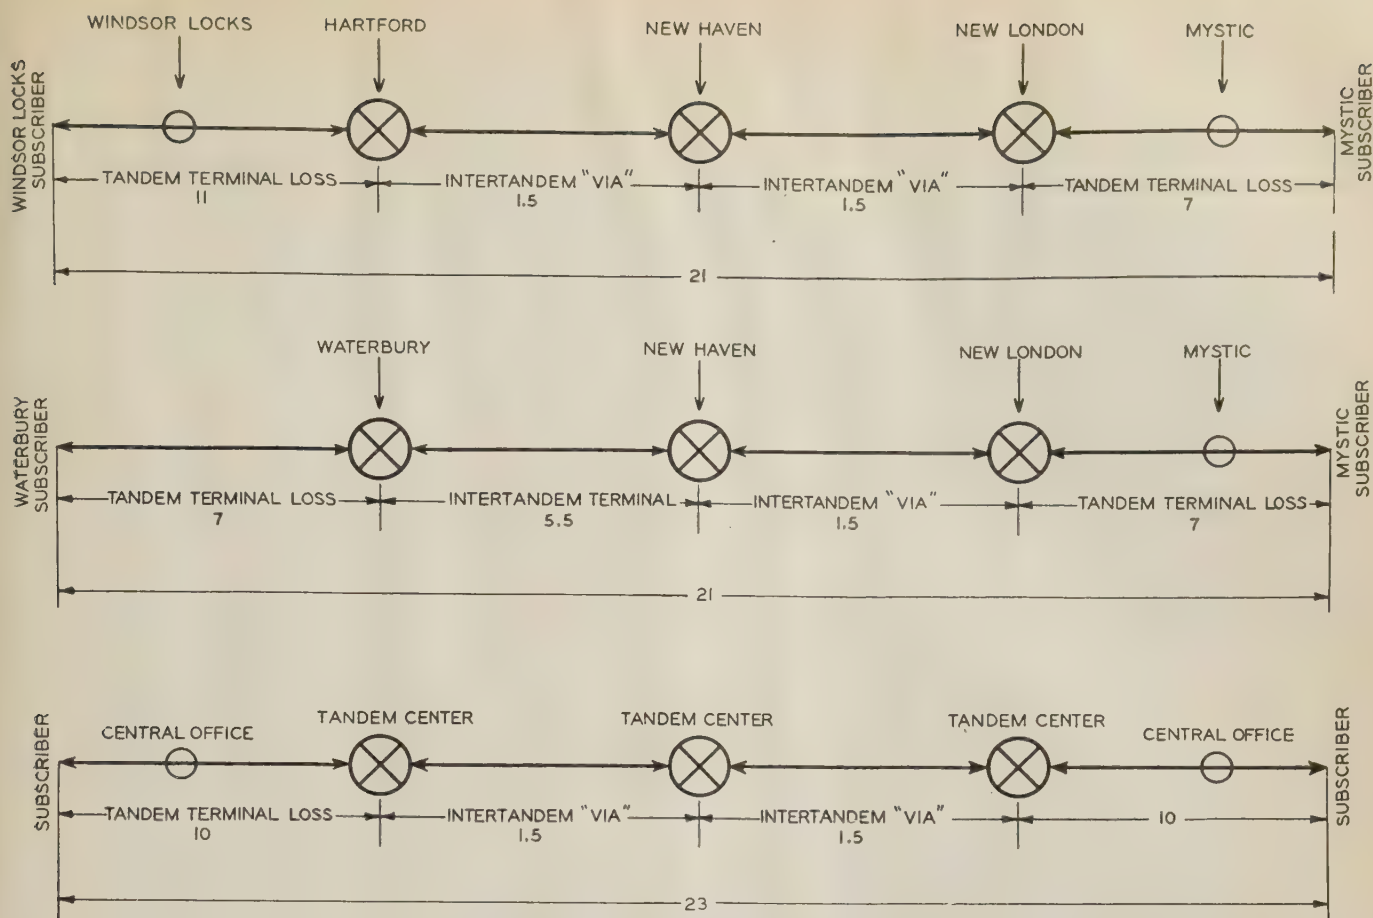 WINDSOR LOCKS HARTFORD NEW HAVEN NEW LONDON MYSTIC
WINDSOR LOCKS
SUBSCRIBER
MYSTIC
SUBSCRIBER
TANDEM TERMINAL LOSS INTERTANDEM "VIA" INTERTANDEM "VIA" TANDEM TERMINAL LOSS
11 1.5 1.5 7
21
WATERBURY NEW HAVEN NEW LONDON MYSTIC
WATERBURY
SUBSCRIBER
MYSTIC
SUBSCRIBER
TANDEM TERMINAL LOSS INTERTANDEM TERMINAL INTERTANDEM "VIA" TANDEM TERMINAL LOSS
7 5.5 1.5 7
21
CENTRAL OFFICE TANDEM CENTER TANDEM CENTER TANDEM CENTER CENTRAL OFFICE
SUBSCRIBER
SUBSCRIBER
TANDEM TERMINAL LOSS INTERTANDEM "VIA" INTERTANDEM "VIA" 10
10 1.5 1.5
23